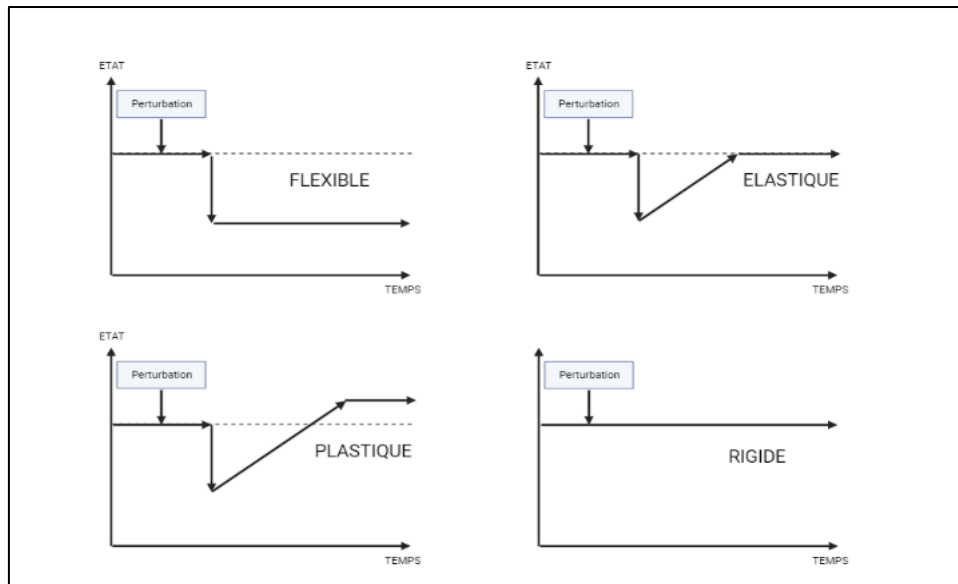 ETAT
Perturbation
FLEXIBLE
TEMPS
ETAT
Perturbation
ELASTIQUE
TEMPS
ETAT
Perturbation
PLASTIQUE
TEMPS
Perturbation
RIGIDE
TEMPS